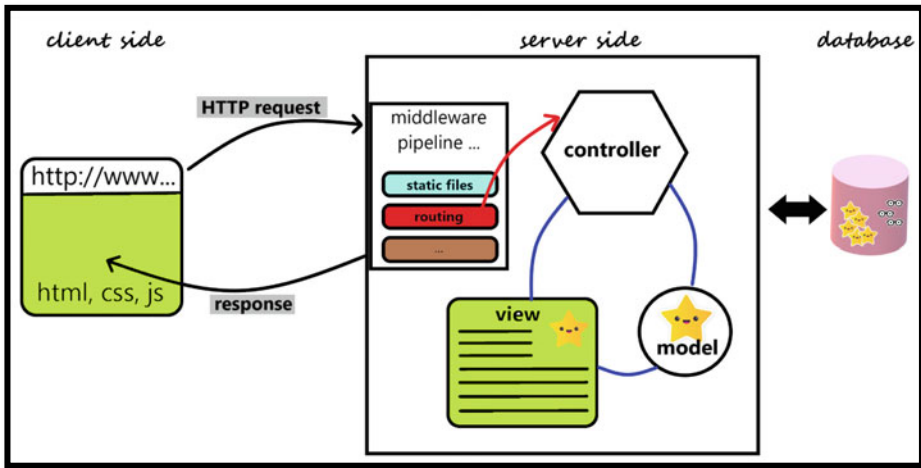 client side
server side
database
HTTP request
middleware
pipeline ...
controller
http://www...
static files
routing
...
html, css, js
response
view
model